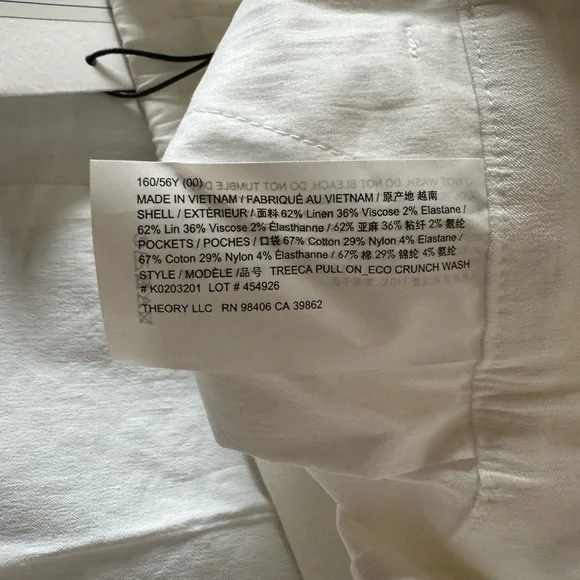 160/56Y (00)
MADE IN VIETNAM / FABRIQUÉ AU VIETNAM / 原产地 越南
SHELL / EXTÉRIEUR / 面料 62% Linen 36% Viscose 2% Elastane /
62% Lin 36% Viscose 2% Élasthanne / 62% 亚麻 36% 粘纤 2% 氨纶
POCKETS / POCHES / 口袋 67% Cotton 29% Nylon 4% Elastane /
67% Coton 29% Nylon 4% Élasthanne / 67% 棉 29% 锦纶 4% 氨纶
STYLE / MODÈLE / 品号 TREECA PULL ON_ECO CRUNCH WASH
# K0203201 LOT # 454926
THEORY LLC RN 98406 CA 39862